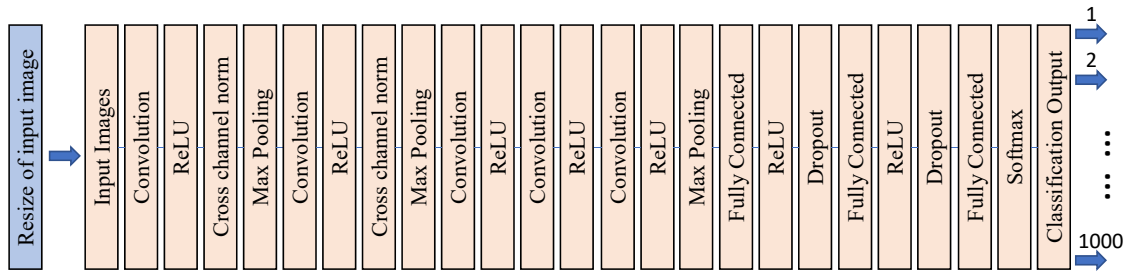 Resize of input image
Input Images
Convolution
ReLU
Cross channel norm
Max Pooling
Convolution
ReLU
Cross channel norm
Max Pooling
Convolution
ReLU
Convolution
ReLU
Convolution
ReLU
Max Pooling
Fully Connected
ReLU
Dropout
Fully Connected
ReLU
Dropout
Fully Connected
Softmax
Classification Output
1
2
... ...
1000